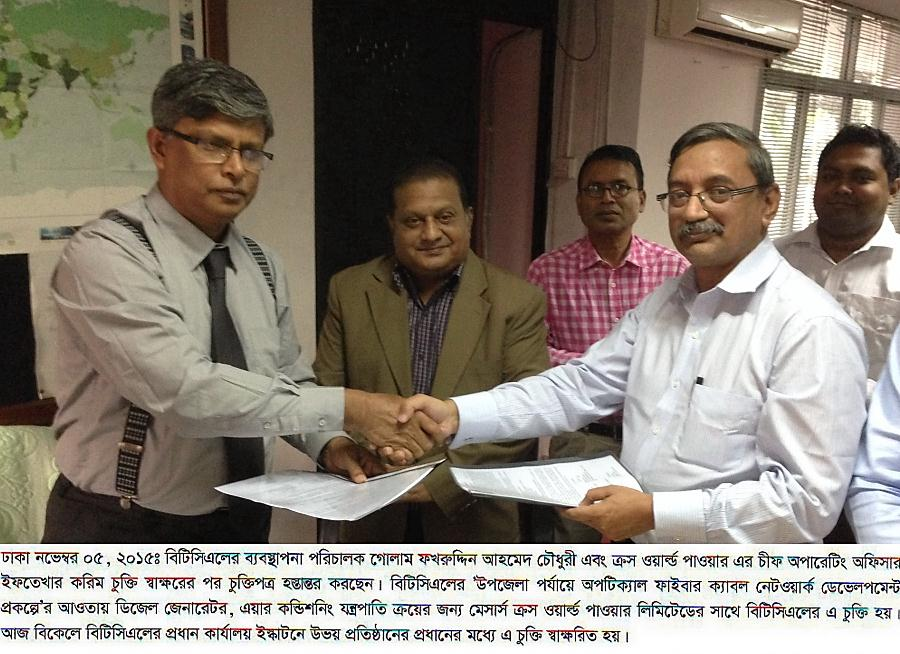 ঢাকা নভেম্বর ০৫, ২০১৫ঃ বিটিসিএলের ব্যবস্থাপনা পরিচালক গোলাম ফখরুদ্দিন আহমেদ চৌধুরী এবং ক্রস ওয়ার্ল্ড পাওয়ার এর চীফ অপারেটিং অফিসার
ইফতেখার করিম চুক্তি স্বাক্ষরের পর চুক্তিপত্র হস্তান্তর করছেন। বিটিসিএলের 'উপজেলা পর্যায়ে অপটিক্যাল ফাইবার ক্যাবল নেটওয়ার্ক ডেভেলপমেন্ট
প্রকল্পে'র আওতায় ডিজেল জেনারেটর, এয়ার কন্ডিশনিং যন্ত্রপাতি ক্রয়ের জন্য মেসার্স ক্রস ওয়ার্ল্ড পাওয়ার লিমিটেডের সাথে বিটিসিএলের এ চুক্তি হয়।
আজ বিকেলে বিটিসিএলের প্রধান কার্যালয় ইস্কাটনে উভয় প্রতিষ্ঠানের প্রধানের মধ্যে এ চুক্তি স্বাক্ষরিত হয়।